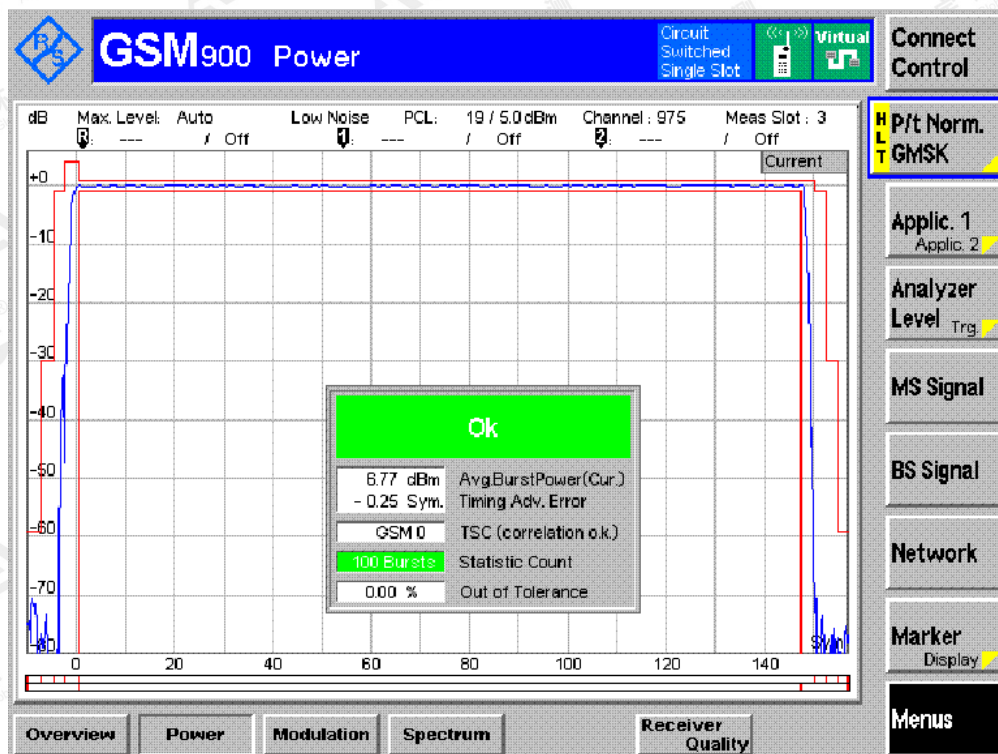 R S
GSM900 Power
Circuit Switched Single Slot
Virtual
Connect Control
dB Max. Level: Auto Low Noise PCL: 19 / 5.0 dBm Channel : 975 Meas Slot : 3
R: --- / Off 1: --- / Off 2: --- / Off
Current
H L T
P/t Norm. GMSK
Applic. 1
Applic. 2
Analyzer Level Trg.
MS Signal
BS Signal
Network
Marker
Display
Menus
+0
-10
-20
-30
-40
-50
-60
-70
-80
Ok
6.77 dBm Avg.BurstPower(Cur.)
- 0.25 Sym. Timing Adv. Error
GSM 0 TSC (correlation o.k.)
100 Bursts Statistic Count
0.00 % Out of Tolerance
0 20 40 60 80 100 120 140
Overview Power Modulation Spectrum Receiver Quality